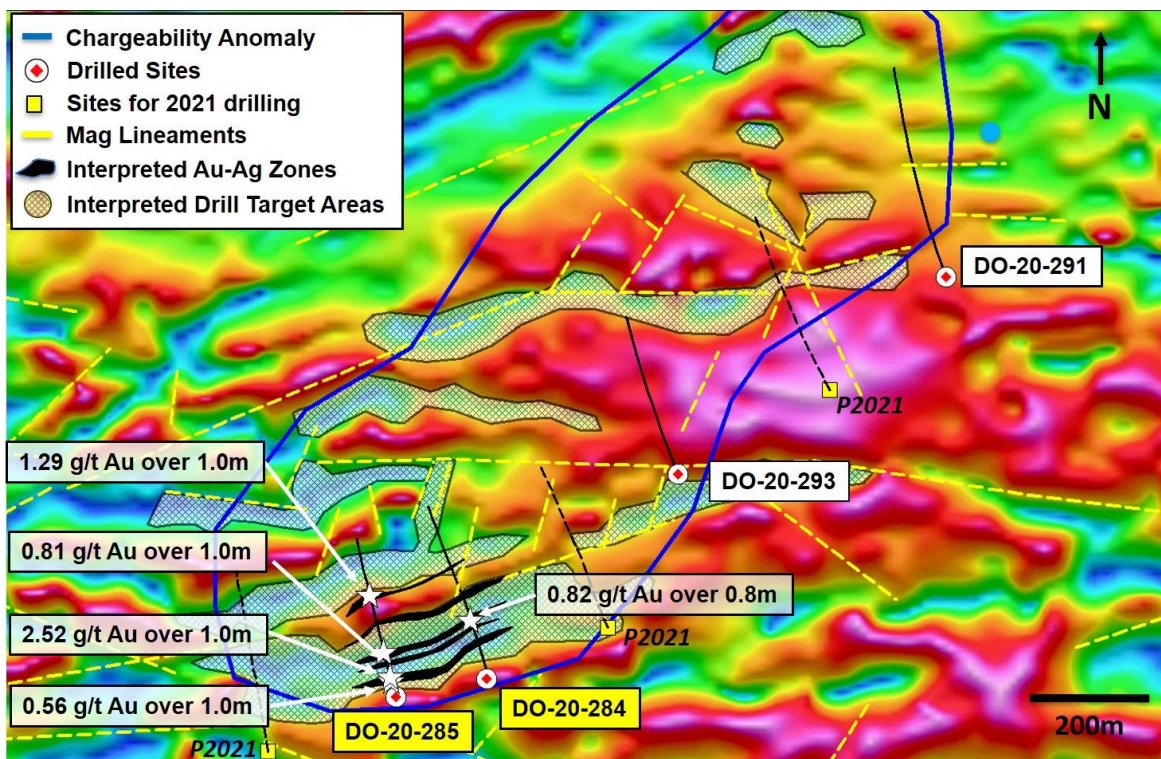 Chargeability Anomaly
Drilled Sites
Sites for 2021 drilling
Mag Lineaments
Interpreted Au-Ag Zones
Interpreted Drill Target Areas
N
DO-20-291
P2021
1.29 g/t Au over 1.0m
DO-20-293
0.81 g/t Au over 1.0m
0.82 g/t Au over 0.8m
2.52 g/t Au over 1.0m
P2021
0.56 g/t Au over 1.0m
DO-20-284
DO-20-285
200m
P2021